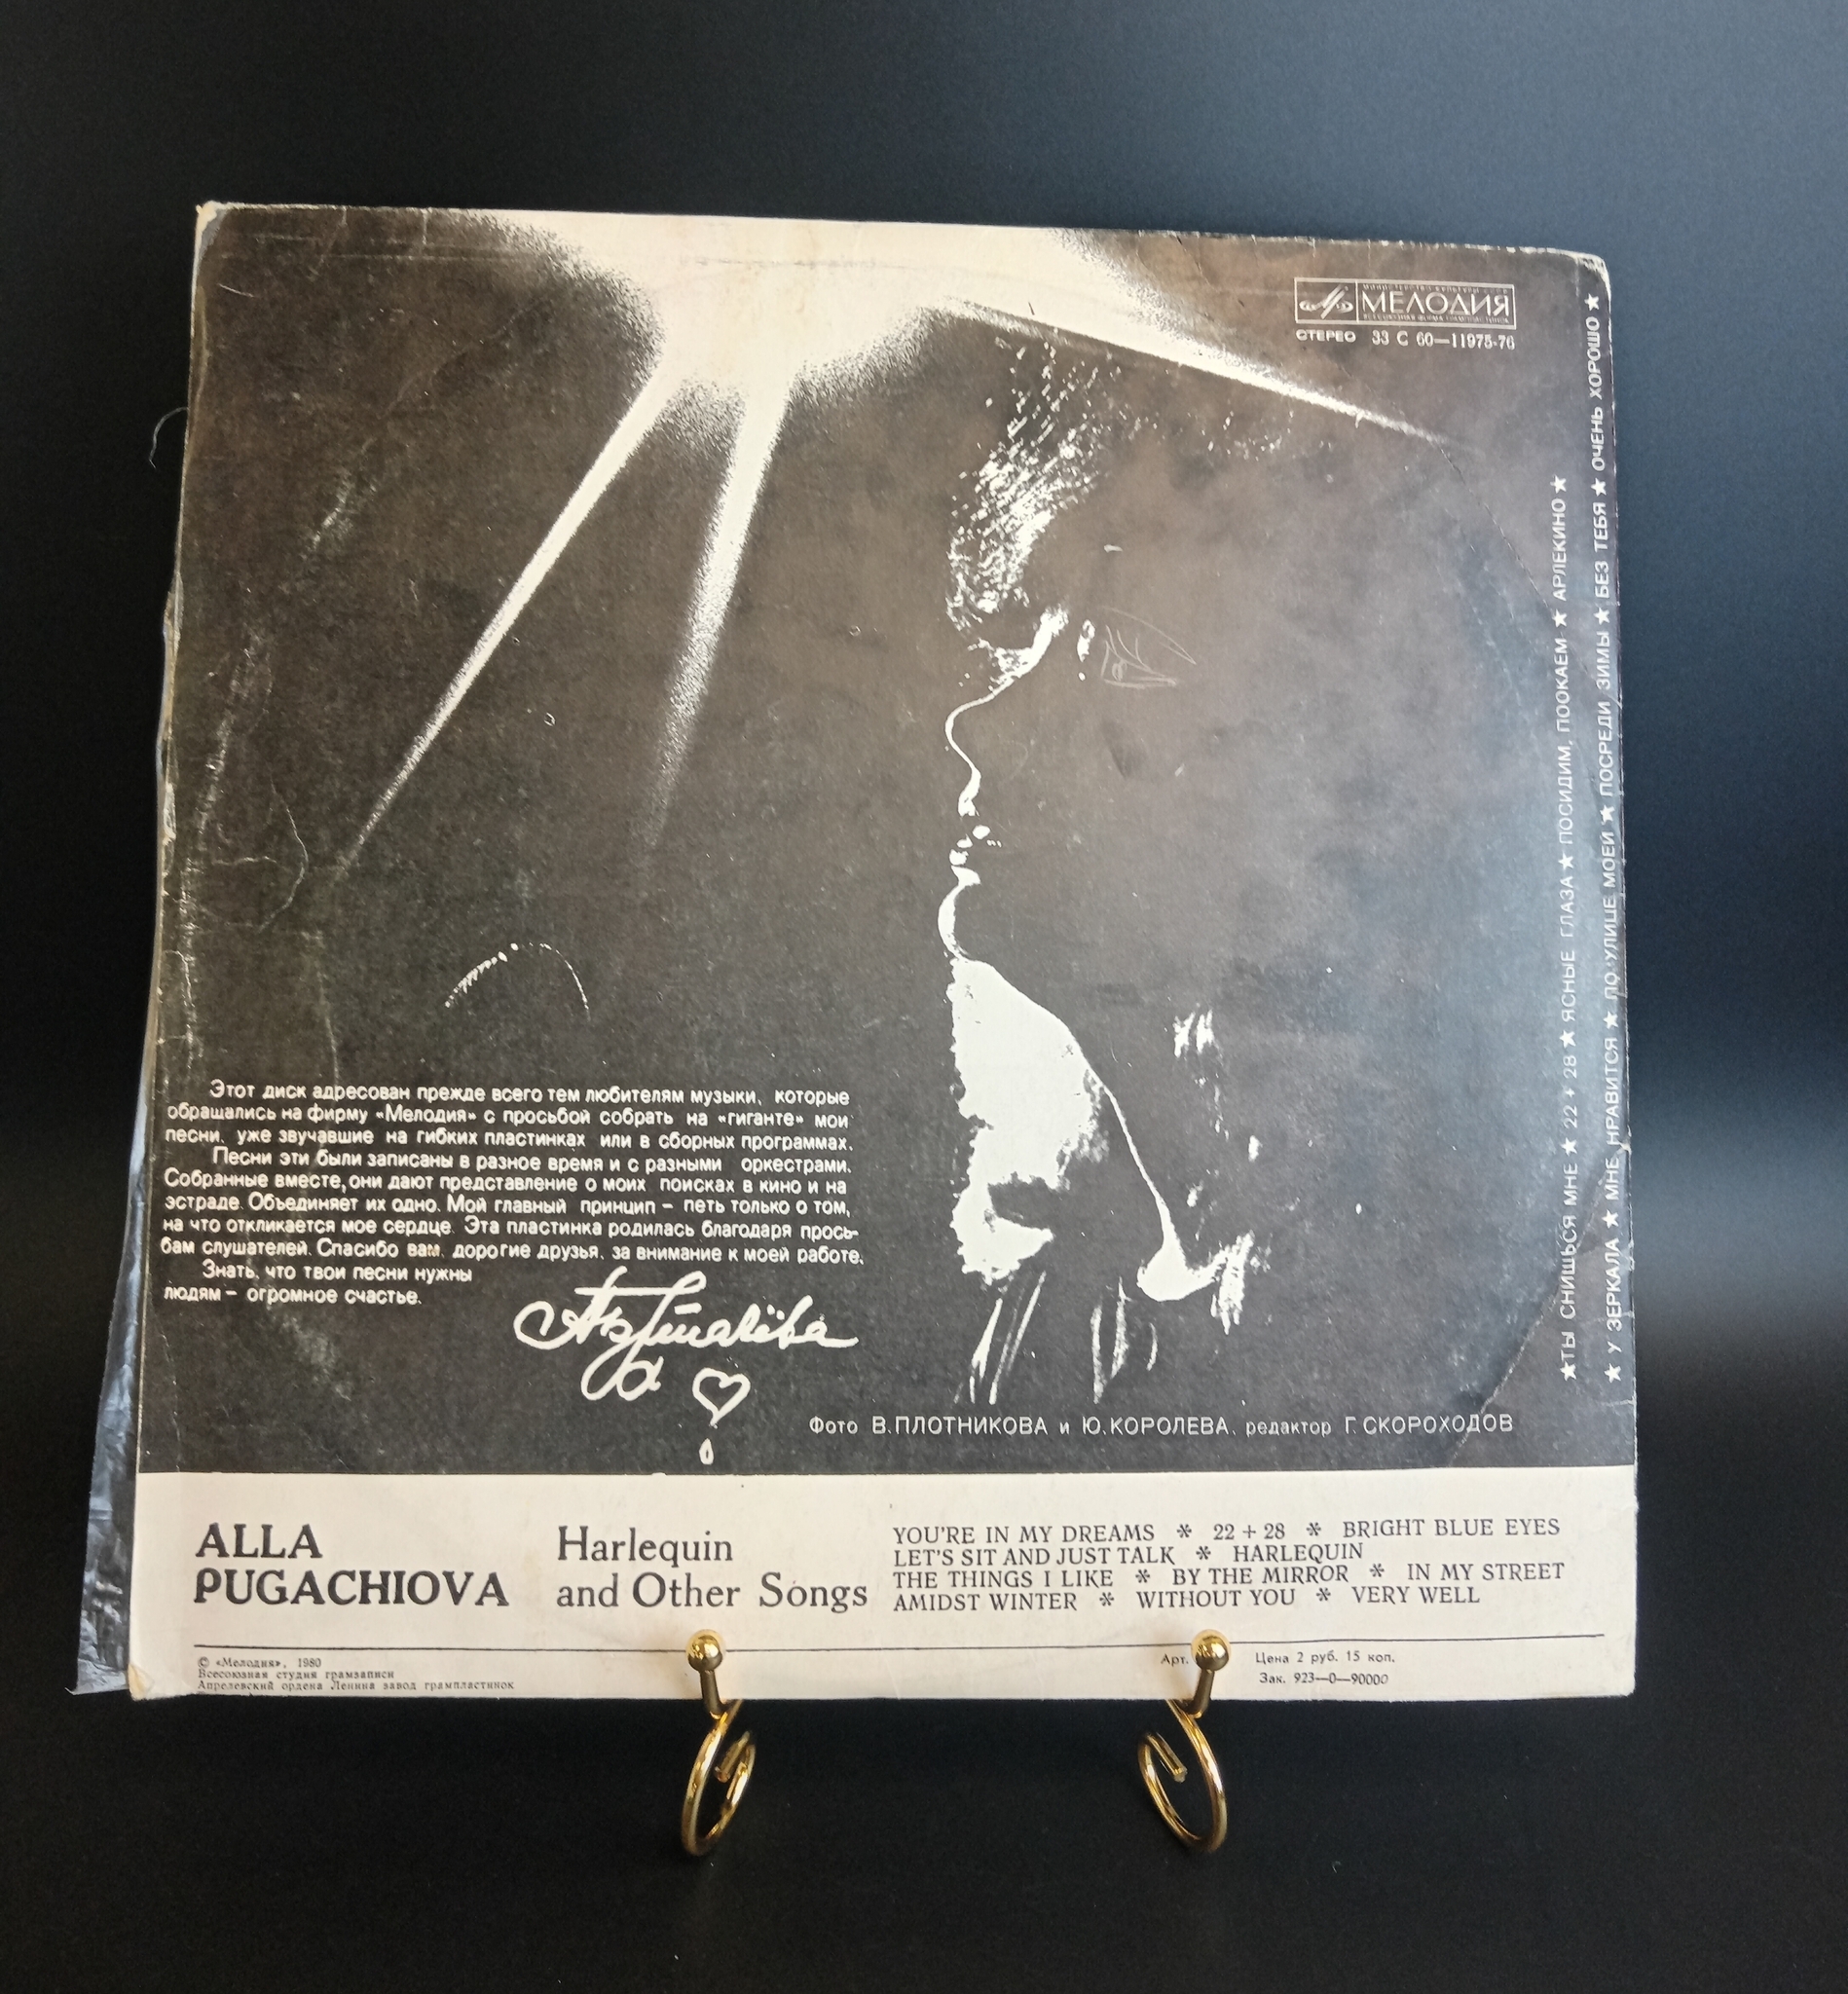 МЕЛОДИЯ
СТЕРЕО 33 С 60—11975-76
★ТЫ СНИШЬСЯ МНЕ ★ 22 + 28 ★ ЯСНЫЕ ГЛАЗА ★ ПОСИДИМ, ПООКАЕМ ★ АРЛЕКИНО ★
★ У ЗЕРКАЛА ★ МНЕ НРАВИТСЯ ★ ПО УЛИЦЕ МОЕЙ ★ ПОСРЕДИ ЗИМЫ ★ БЕЗ ТЕБЯ ★ ОЧЕНЬ ХОРОШО ★
Этот диск адресован прежде всего тем любителям музыки, которые
обращались на фирму «Мелодия» с просьбой собрать на «гиганте» мои
песни, уже звучавшие на гибких пластинках или в сборных программах.
Песни эти были записаны в разное время и с разными оркестрами.
Собранные вместе, они дают представление о моих поисках в кино и на
эстраде. Объединяет их одно. Мой главный принцип – петь только о том,
на что откликается мое сердце. Эта пластинка родилась благодаря прось-
бам слушателей. Спасибо вам, дорогие друзья, за внимание к моей работе.
Знать, что твои песни нужны
людям – огромное счастье.
Фото В.ПЛОТНИКОВА и Ю.КОРОЛЕВА, редактор Г.СКОРОХОДОВ
ALLA
PUGACHIOVA
Harlequin
and Other Songs
YOU'RE IN MY DREAMS * 22 + 28 * BRIGHT BLUE EYES
LET'S SIT AND JUST TALK * HARLEQUIN
THE THINGS I LIKE * BY THE MIRROR * IN MY STREET
AMIDST WINTER * WITHOUT YOU * VERY WELL
© «Мелодия», 1980
Всесоюзная студия грамзаписи
Апрелевский ордена Ленина завод грампластинок
Арт.
Цена 2 руб. 15 коп.
Зак. 923—0—90000